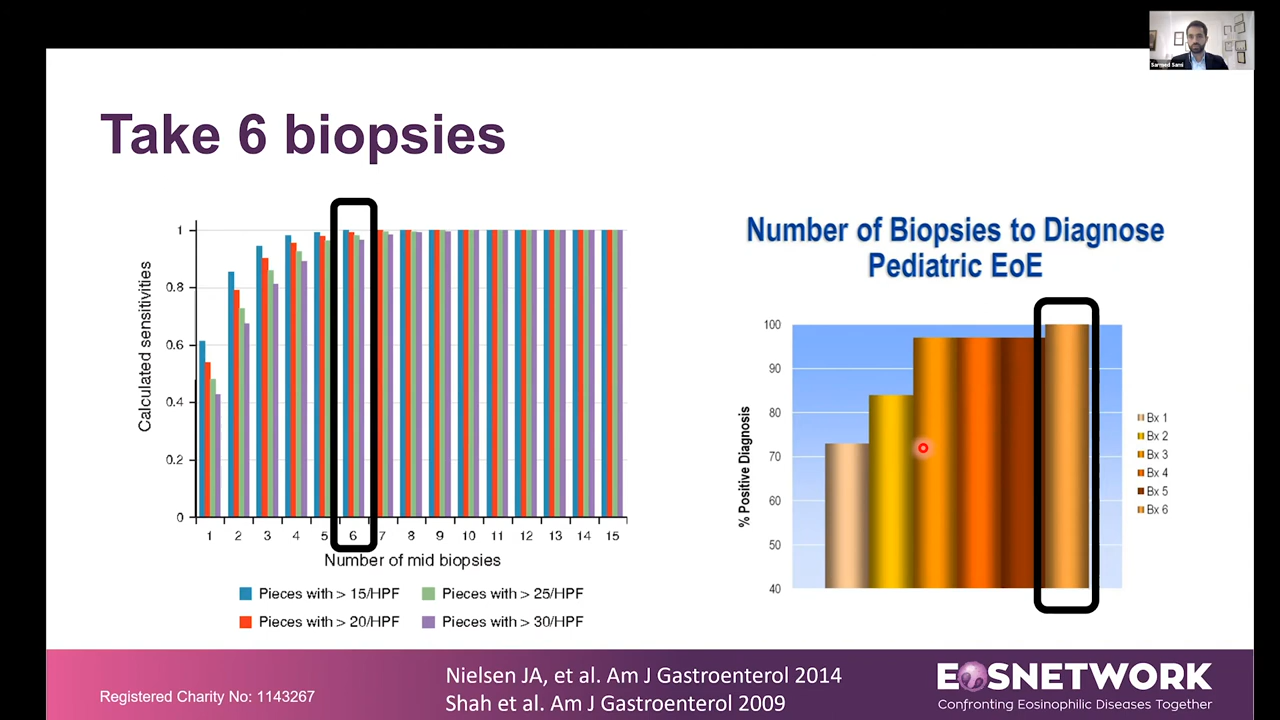 Sarmed Sami
Take 6 biopsies
Calculated sensitivities
1
0.8
0.6
0.4
0.2
0
1 2 3 4 5 6 7 8 9 10 11 12 13 14 15
Number of mid biopsies
Pieces with > 15/HPF
Pieces with > 25/HPF
Pieces with > 20/HPF
Pieces with > 30/HPF
Number of Biopsies to Diagnose
Pediatric EoE
% Positive Diagnosis
100
90
80
70
60
50
40
Bx 1
Bx 2
Bx 3
Bx 4
Bx 5
Bx 6
Registered Charity No: 1143267
Nielsen JA, et al. Am J Gastroenterol 2014
Shah et al. Am J Gastroenterol 2009
EOSNETWORK
Confronting Eosinophilic Diseases Together